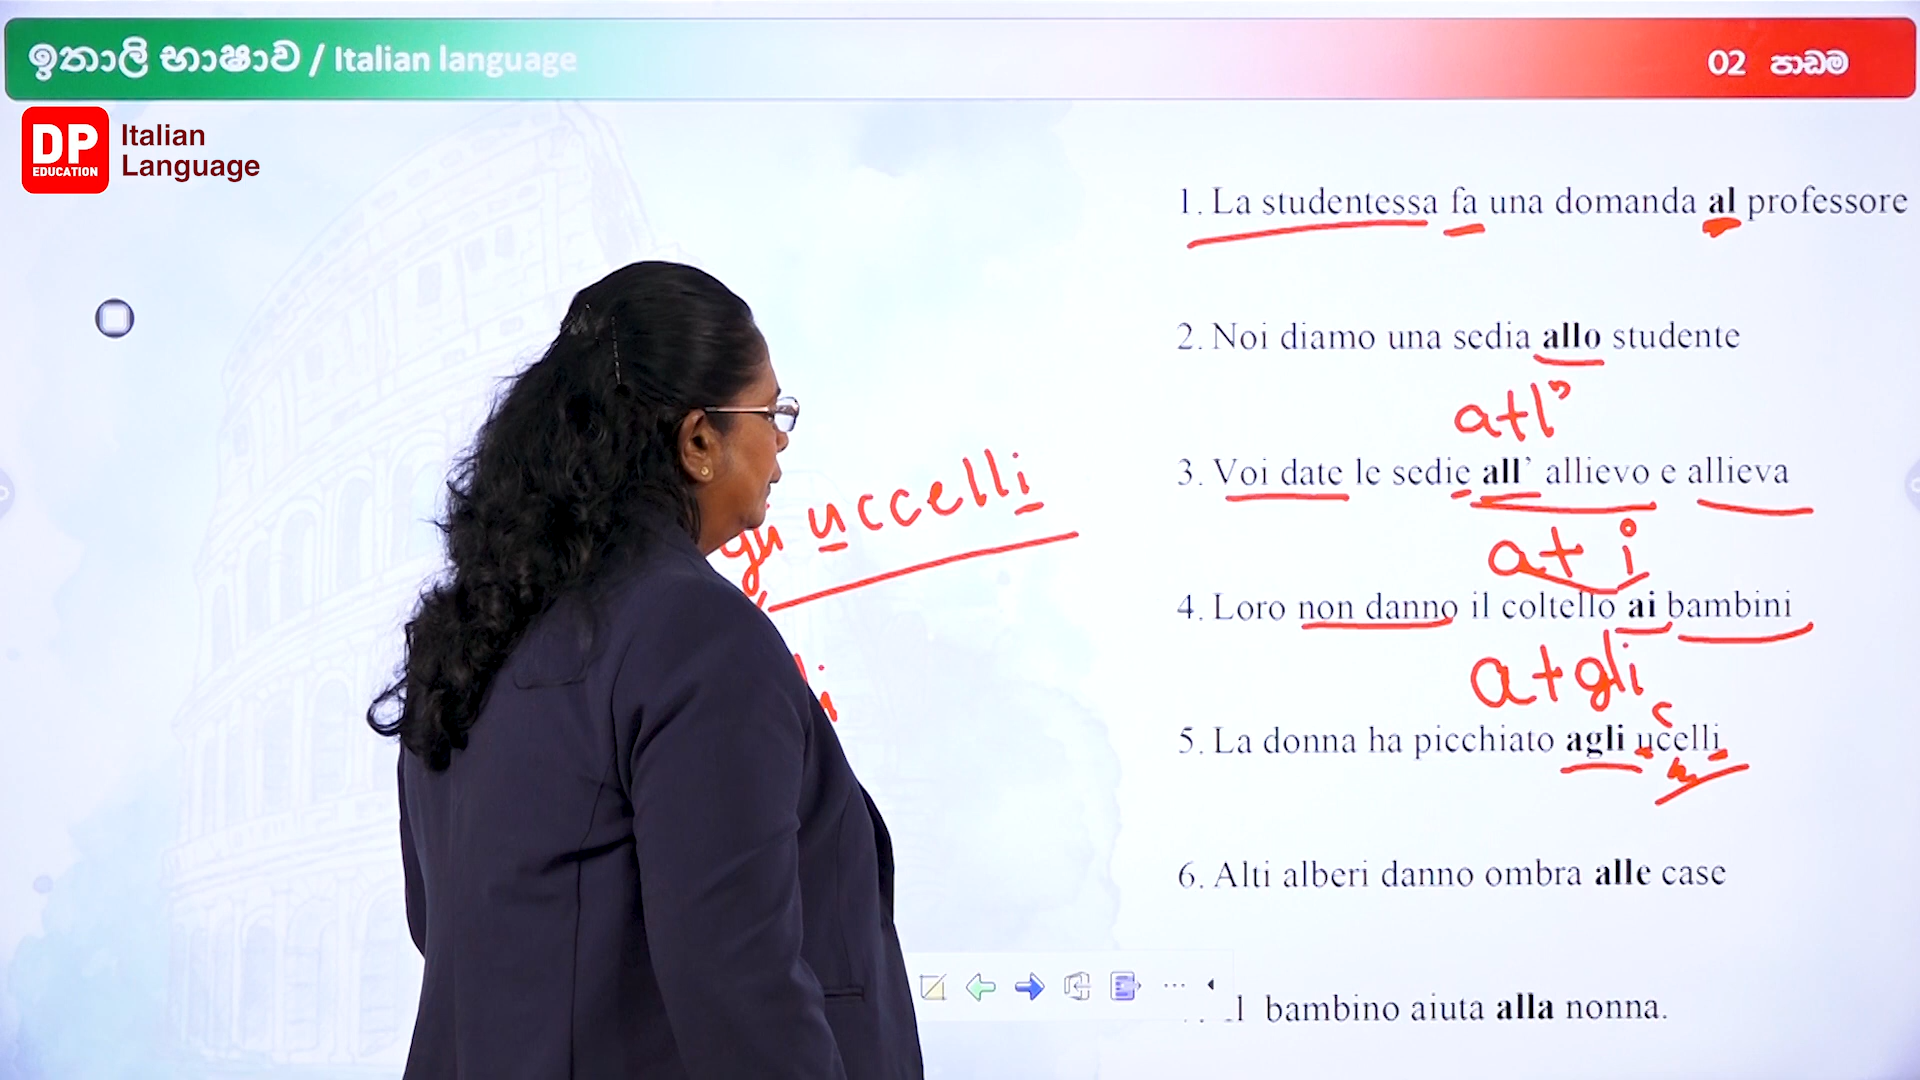 ඉතාලි භාෂාව / Italian language
02 පාඩම
DP
EDUCATION
Italian
Language
1. La studentessa fa una domanda al professore
2. Noi diamo una sedia allo studente
a+l'
3. Voi date le sedie all' allievo e allieva
a+ i
4. Loro non danno il coltello ai bambini
a+gli
c
5. La donna ha picchiato agli ucelli
6. Alti alberi danno ombra alle case
bambino aiuta alla nonna.
uccelli